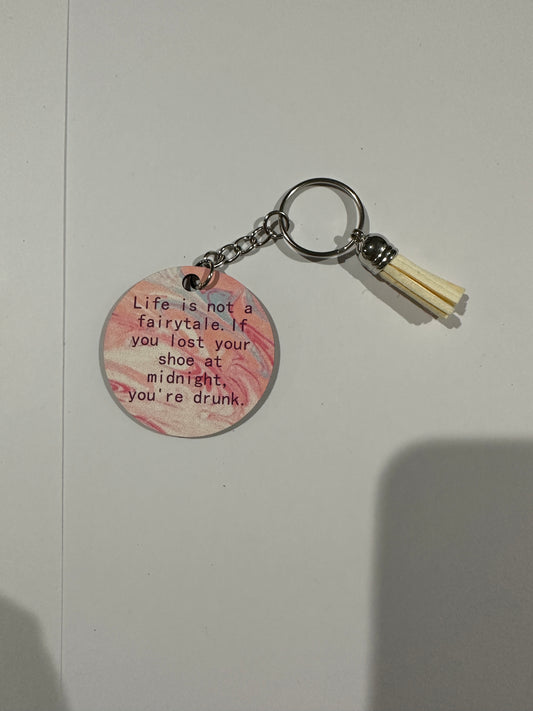 Life is not a
fairytale. If
you lost your
shoe at
midnight,
you're drunk.